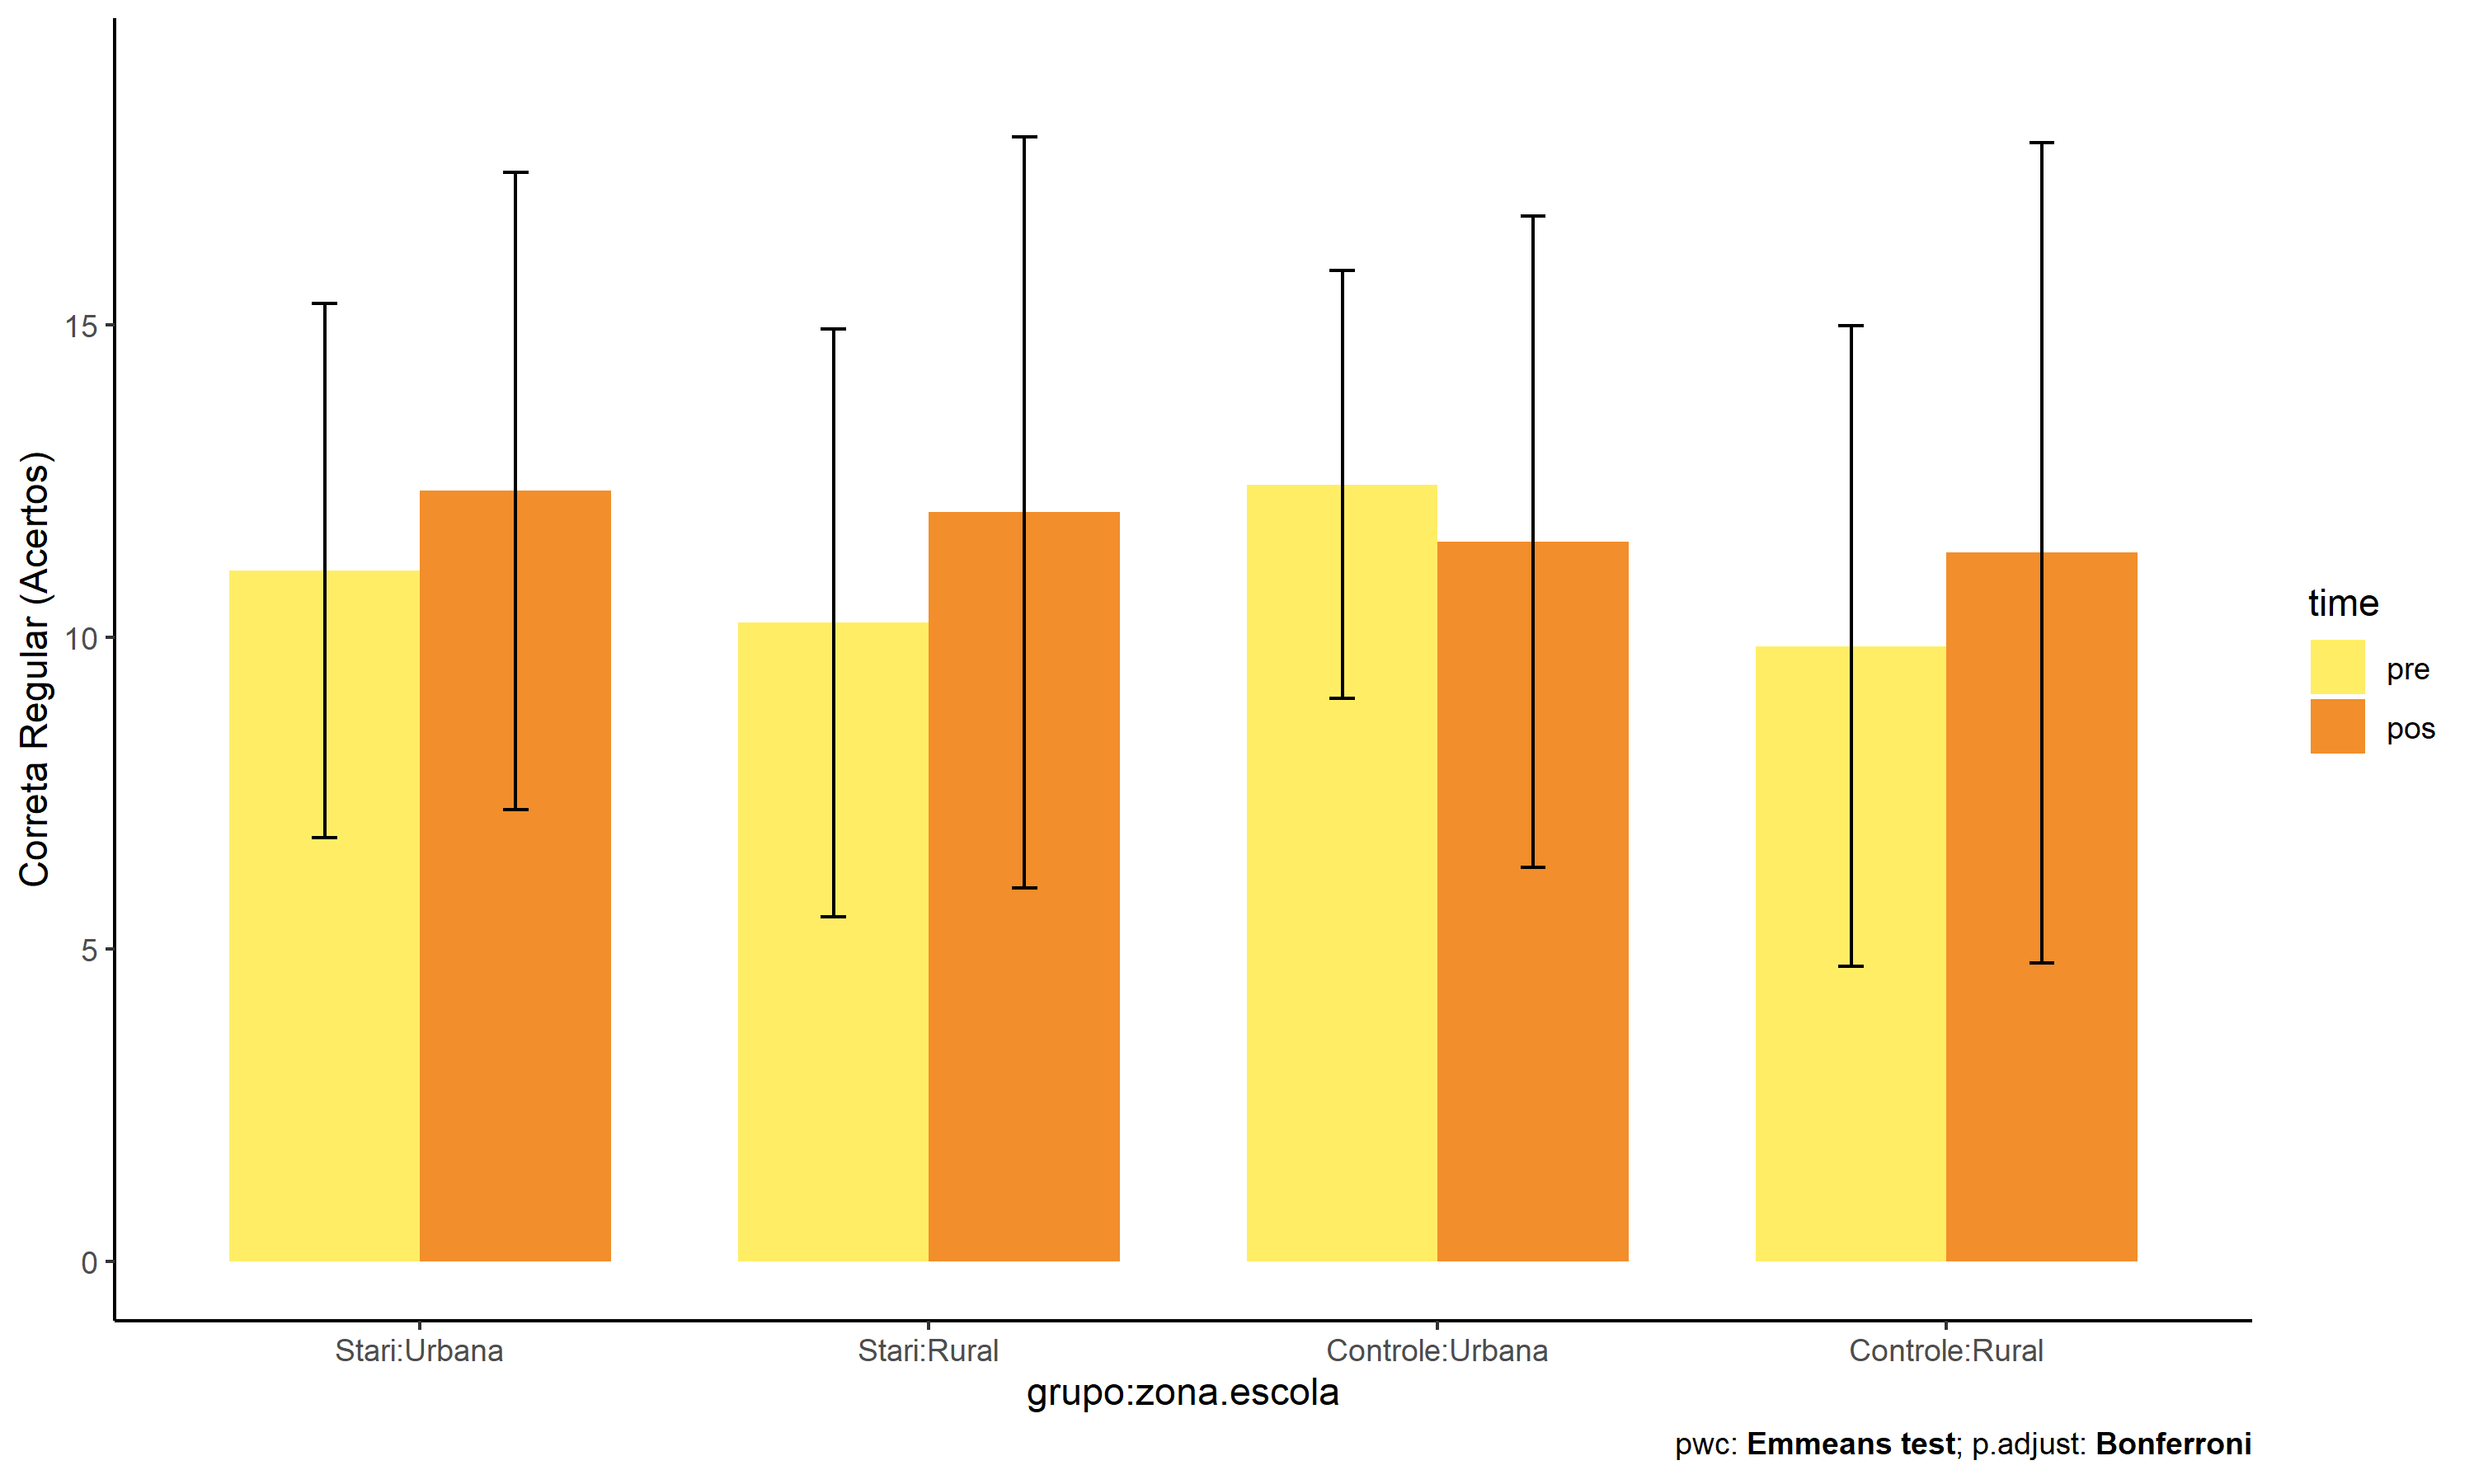 Correta Regular (Acertos)
15
10
5
0
Stari:Urbana
Stari:Rural
Controle:Urbana
Controle:Rural
grupo:zona.escola
time
pre
pos
pwc: Emmeans test; p.adjust: Bonferroni